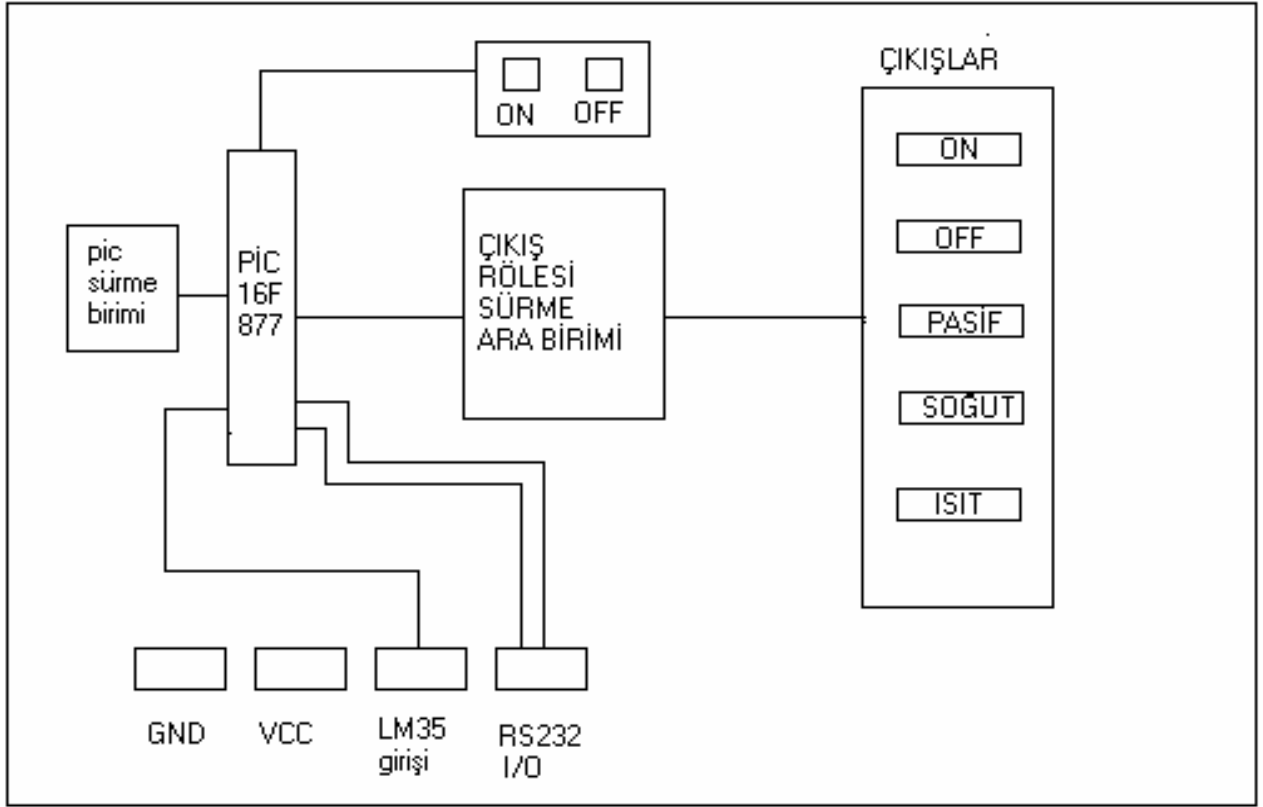 ÇIKIŞLAR
ON OFF
ON
OFF
PASİF
SOĞUT
ISIT
pic
sürme
birimi
PİC
16F
877
ÇIKIŞ
RÖLESİ
SÜRME
ARA BİRİMİ
GND
VCC
LM35
girişi
RS232
I/O